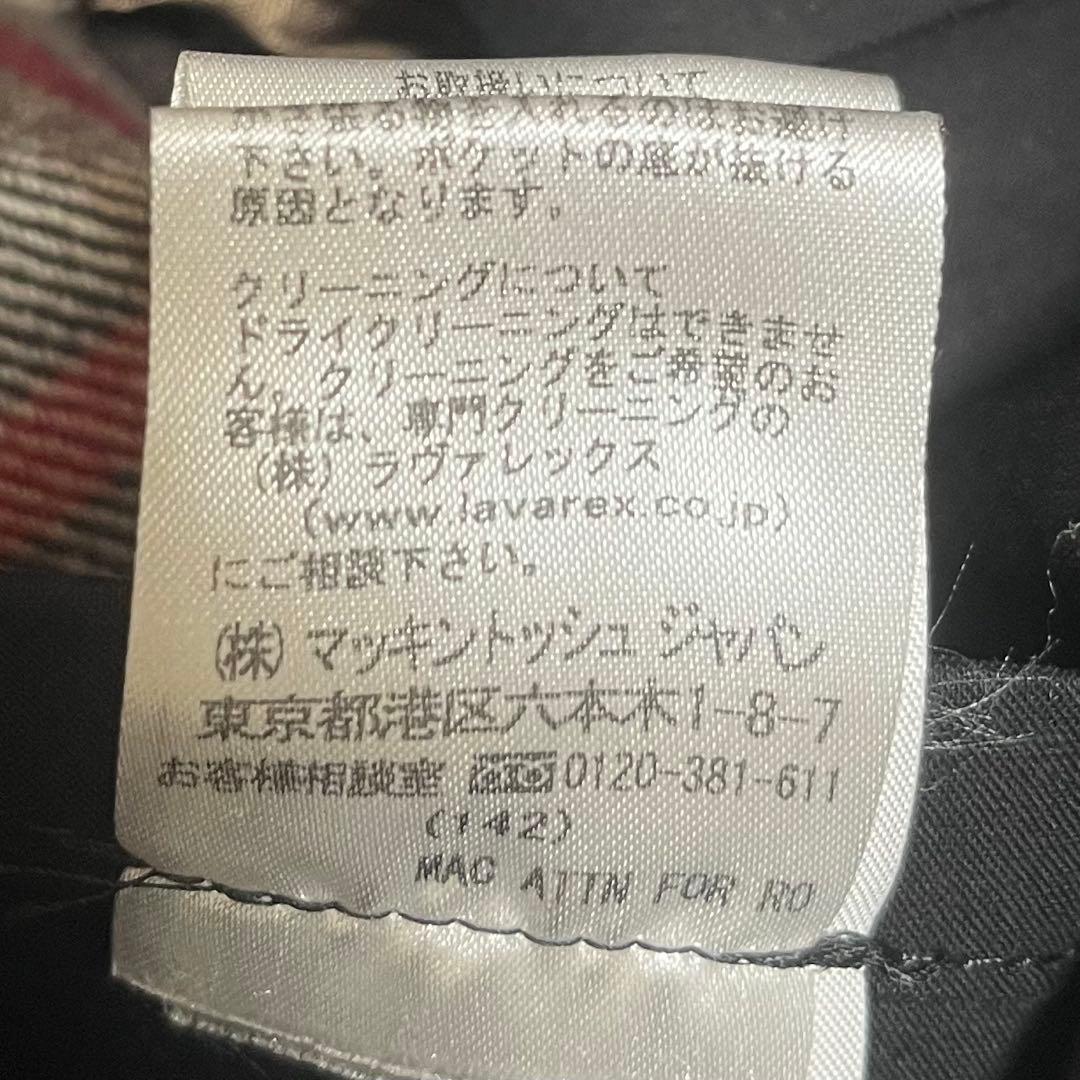 お取扱いについて
かさ張る物を入れるのはお避け
下さい。ポケットの底が抜ける
原因となります。
クリーニングについて
ドライクリーニングはできませ
ん。クリーニングをご希望のお
客様は、専門クリーニングの
(株)ラヴァレックス
(www.lavarex.co.jp)
にご相談下さい。
(株)マッキントッシュ ジャパン
東京都港区六本木1-8-7
お客様相談室 0120-381-611
(142)
MAC ATTN FOR RO